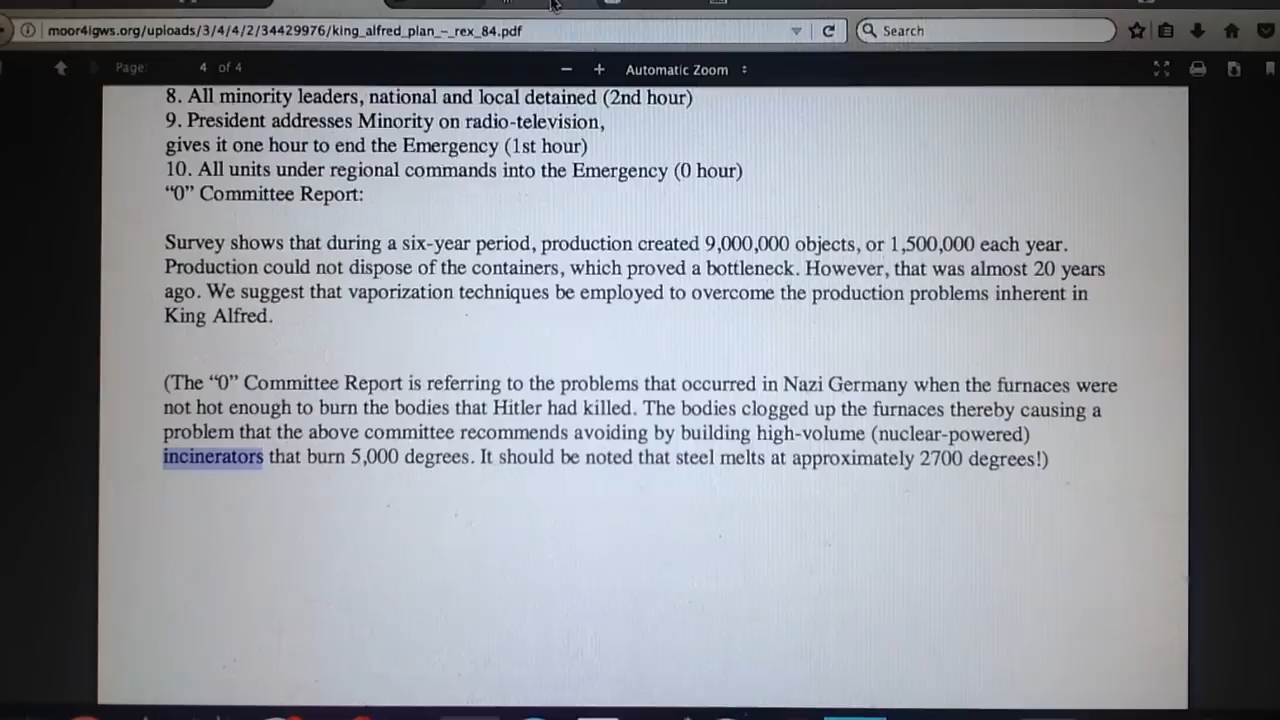 moor4igws.org/uploads/3/4/4/2/34429976/king_alfred_plan_-_rex_84.pdf
Search
Page: 4 of 4
Automatic Zoom
8. All minority leaders, national and local detained (2nd hour)
9. President addresses Minority on radio-television,
gives it one hour to end the Emergency (1st hour)
10. All units under regional commands into the Emergency (0 hour)
“0” Committee Report:
Survey shows that during a six-year period, production created 9,000,000 objects, or 1,500,000 each year.
Production could not dispose of the containers, which proved a bottleneck. However, that was almost 20 years
ago. We suggest that vaporization techniques be employed to overcome the production problems inherent in
King Alfred.
(The “0” Committee Report is referring to the problems that occurred in Nazi Germany when the furnaces were
not hot enough to burn the bodies that Hitler had killed. The bodies clogged up the furnaces thereby causing a
problem that the above committee recommends avoiding by building high-volume (nuclear-powered)
incinerators that burn 5,000 degrees. It should be noted that steel melts at approximately 2700 degrees!)